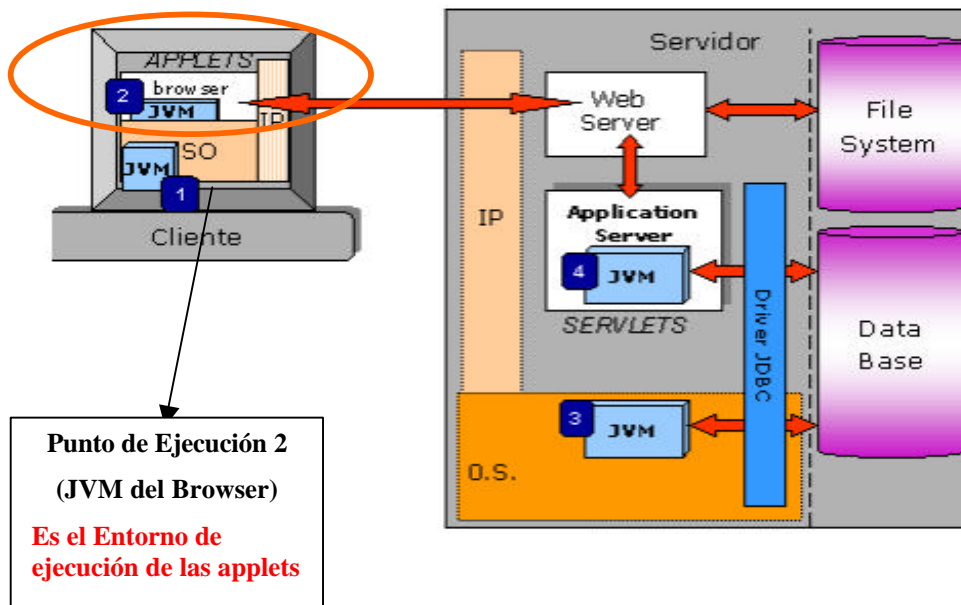 APPLETS
browser
2
JVM
IP
SO
JVM
1
Cliente
Punto de Ejecución 2
(JVM del Browser)
Es el Entorno de
ejecución de las applets
Servidor
Web
Server
File
System
IP
Application
Server
4
JVM
SERVLETS
Driver JDBC
Data
Base
3
JVM
O.S.